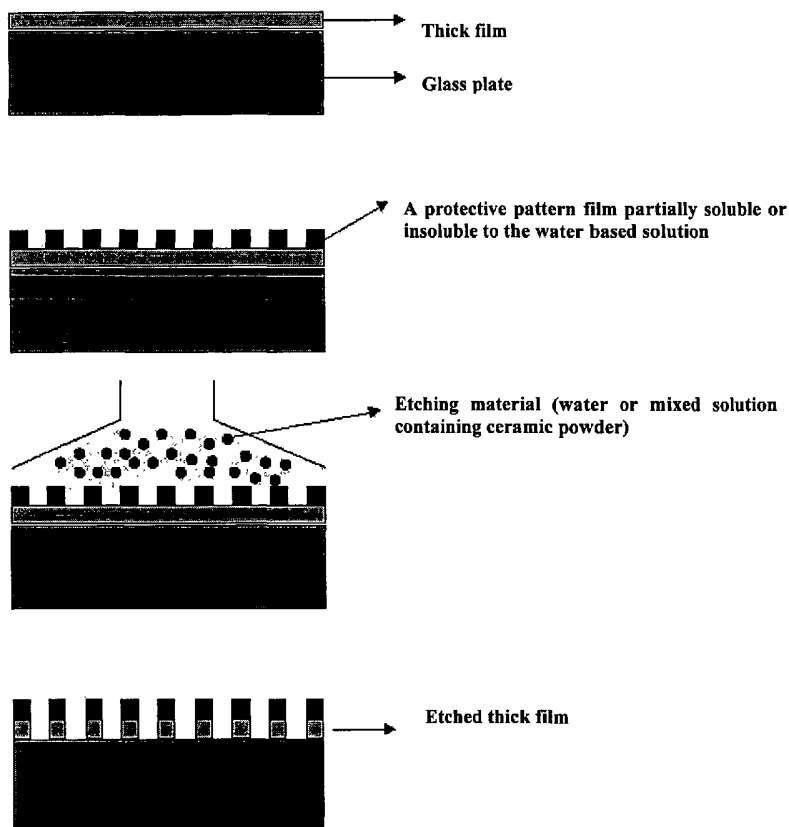 Thick film
Glass plate
A protective pattern film partially soluble or
insoluble to the water based solution
Etching material (water or mixed solution
containing ceramic powder)
Etched thick film